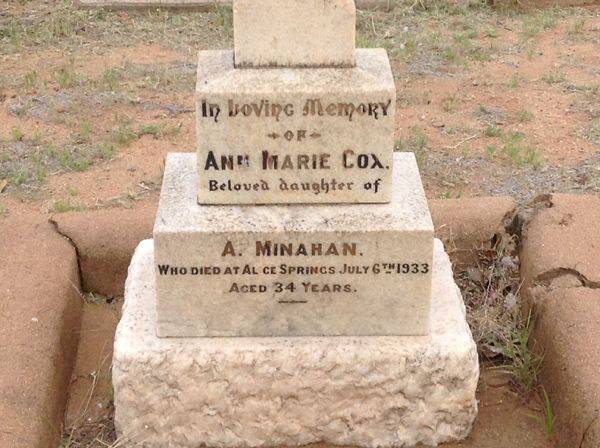 In Loving Memory
OF
ANN MARIE COX.
Beloved daughter of
A. MINAHAN.
WHO DIED AT ALICE SPRINGS JULY 6TH 1933
AGED 34 YEARS.